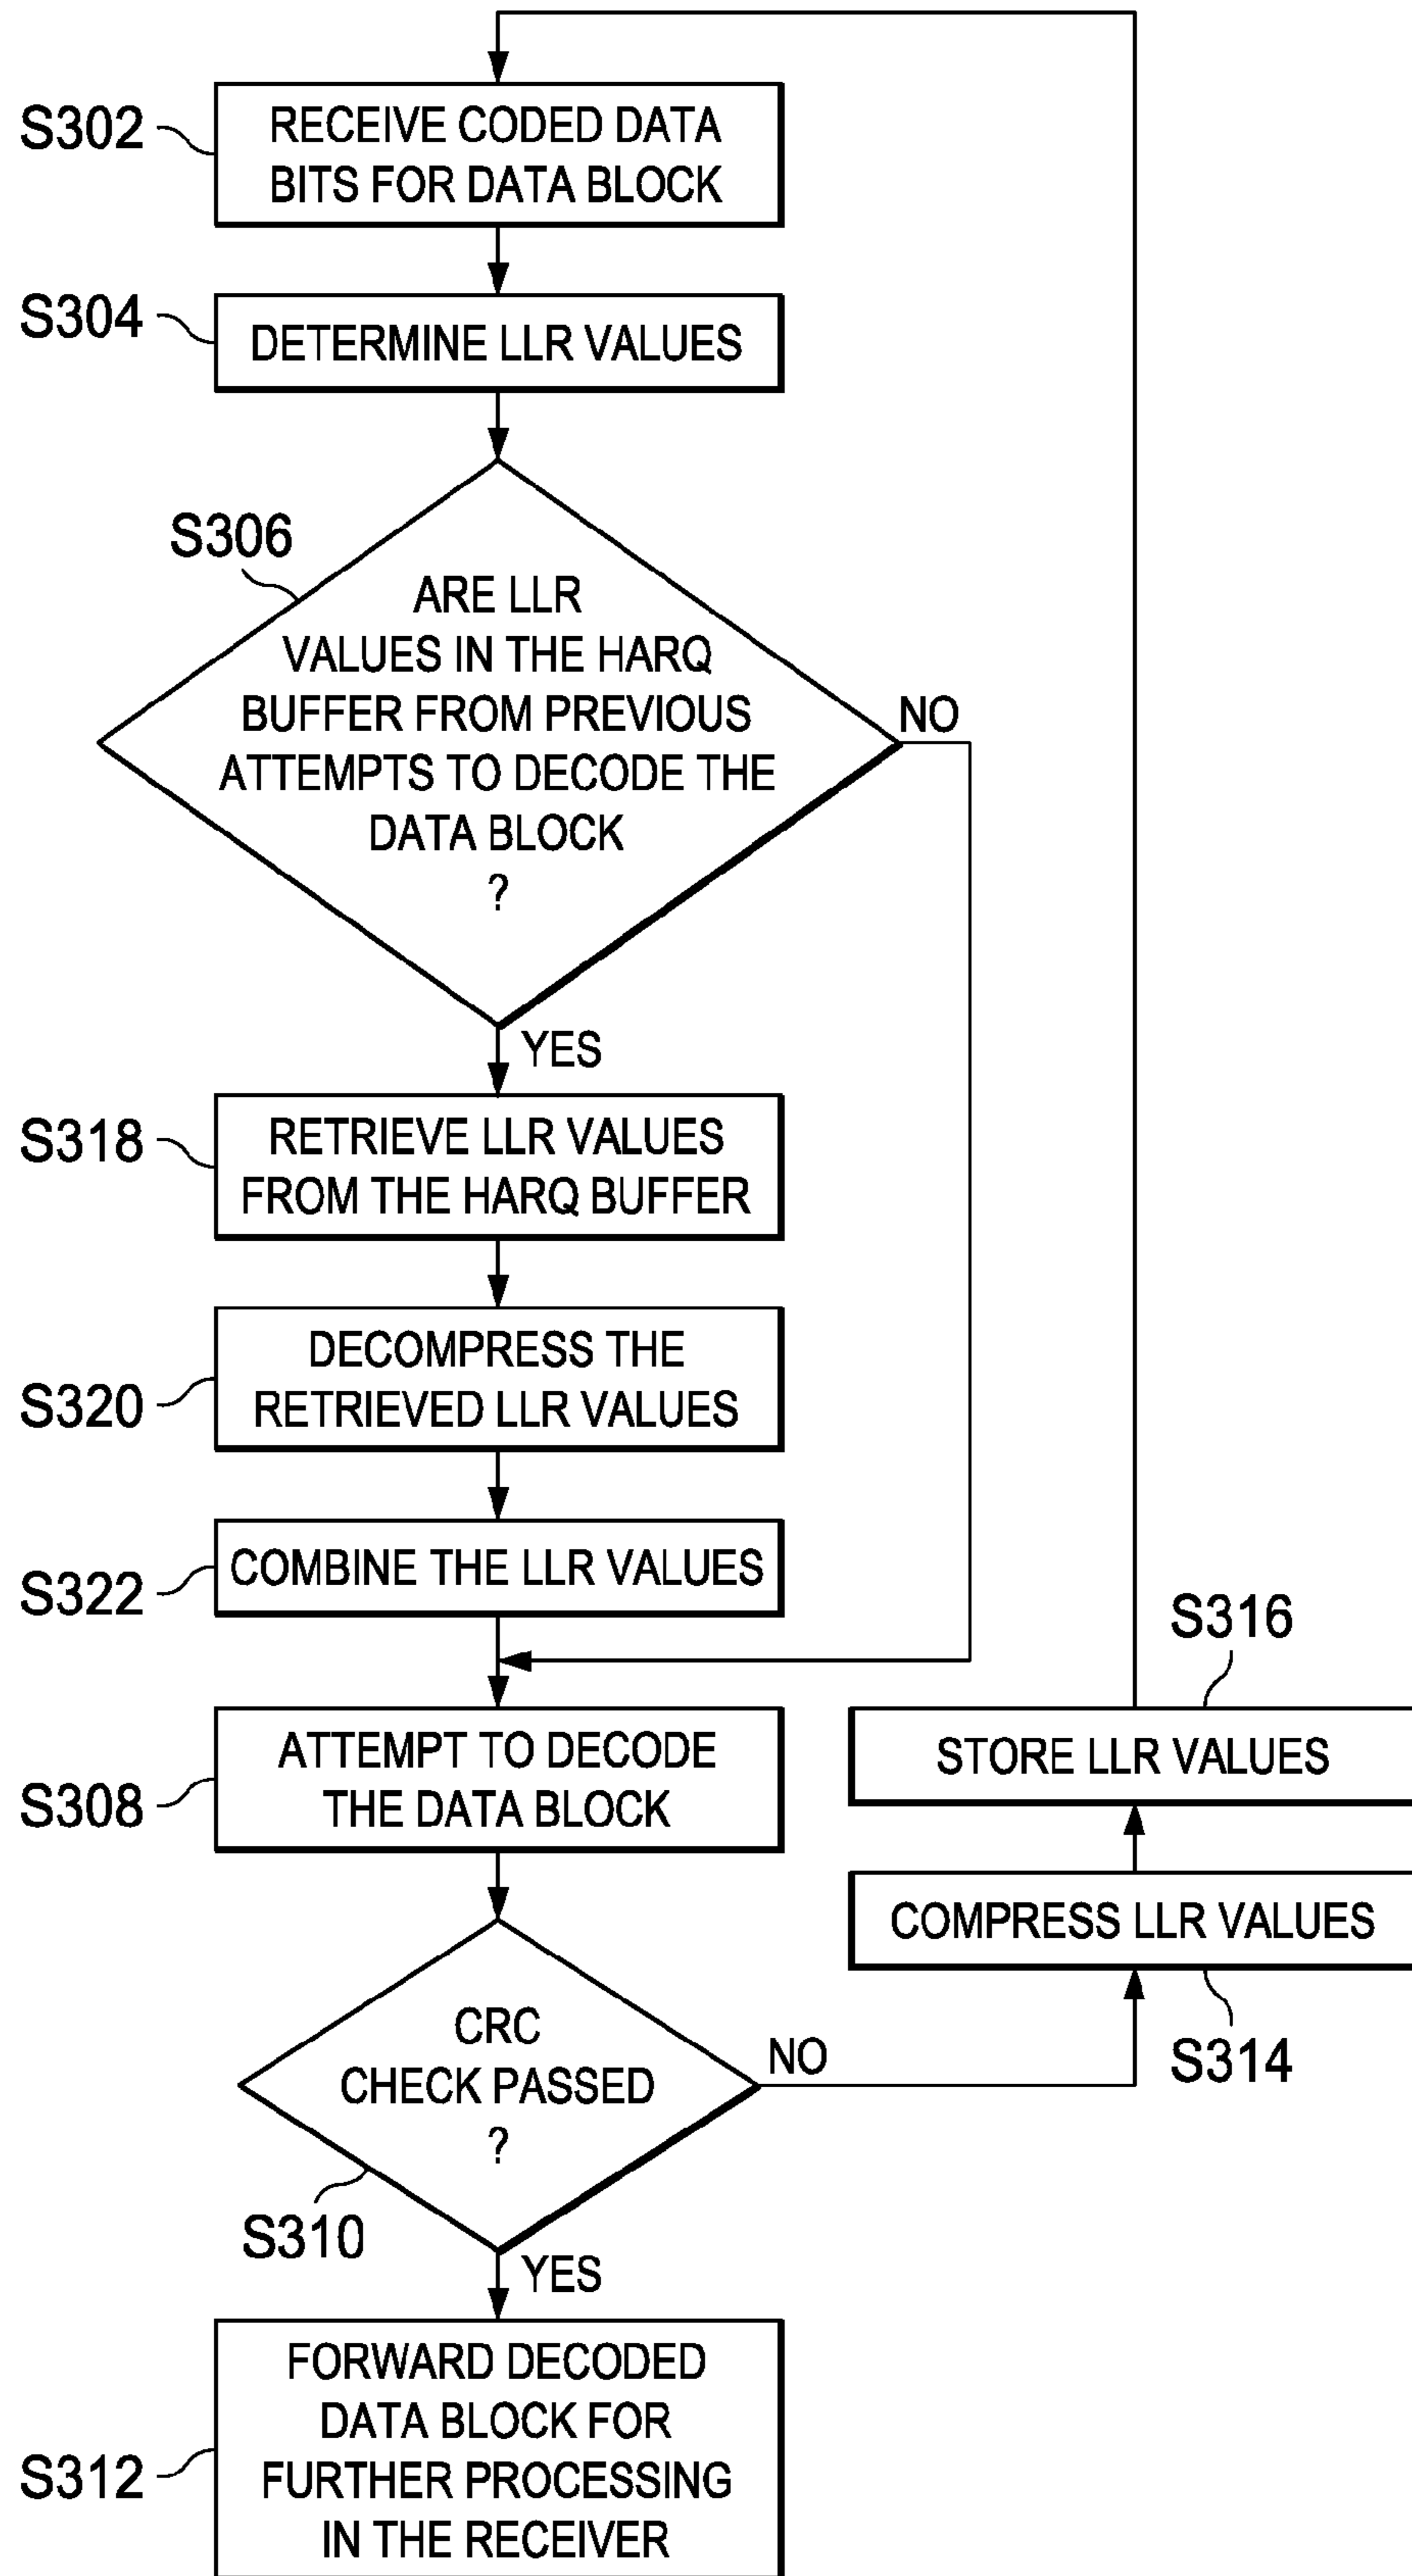 S302
RECEIVE CODED DATA
BITS FOR DATA BLOCK
S304
DETERMINE LLR VALUES
S306
ARE LLR
VALUES IN THE HARQ
BUFFER FROM PREVIOUS
ATTEMPTS TO DECODE THE
DATA BLOCK
?
NO
YES
S318
RETRIEVE LLR VALUES
FROM THE HARQ BUFFER
S320
DECOMPRESS THE
RETRIEVED LLR VALUES
S322
COMBINE THE LLR VALUES
S316
STORE LLR VALUES
S308
ATTEMPT TO DECODE
THE DATA BLOCK
COMPRESS LLR VALUES
S314
CRC
CHECK PASSED
?
NO
S310
YES
S312
FORWARD DECODED
DATA BLOCK FOR
FURTHER PROCESSING
IN THE RECEIVER